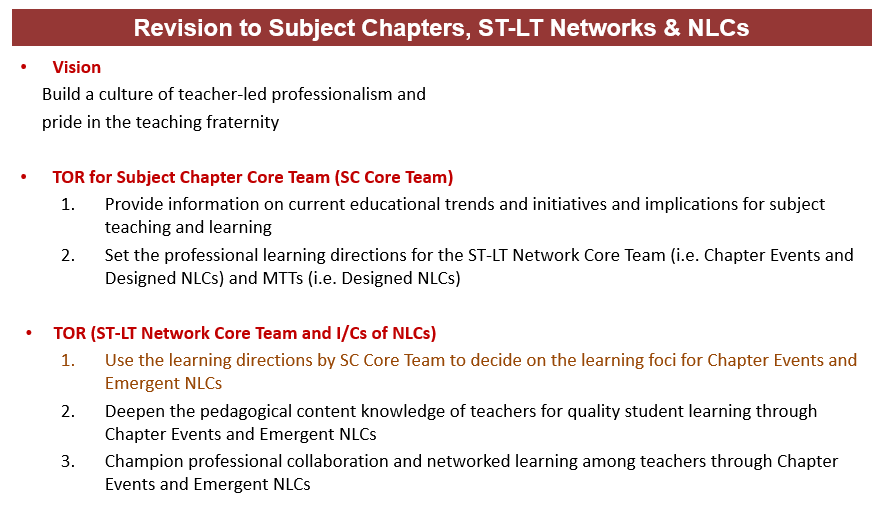 Revision to Subject Chapters, ST-LT Networks & NLCs
• Vision
Build a culture of teacher-led professionalism and
pride in the teaching fraternity
• TOR for Subject Chapter Core Team (SC Core Team)
1. Provide information on current educational trends and initiatives and implications for subject
teaching and learning
2. Set the professional learning directions for the ST-LT Network Core Team (i.e. Chapter Events and
Designed NLCs) and MTTs (i.e. Designed NLCs)
• TOR (ST-LT Network Core Team and I/Cs of NLCs)
1. Use the learning directions by SC Core Team to decide on the learning foci for Chapter Events and
Emergent NLCs
2. Deepen the pedagogical content knowledge of teachers for quality student learning through
Chapter Events and Emergent NLCs
3. Champion professional collaboration and networked learning among teachers through Chapter
Events and Emergent NLCs